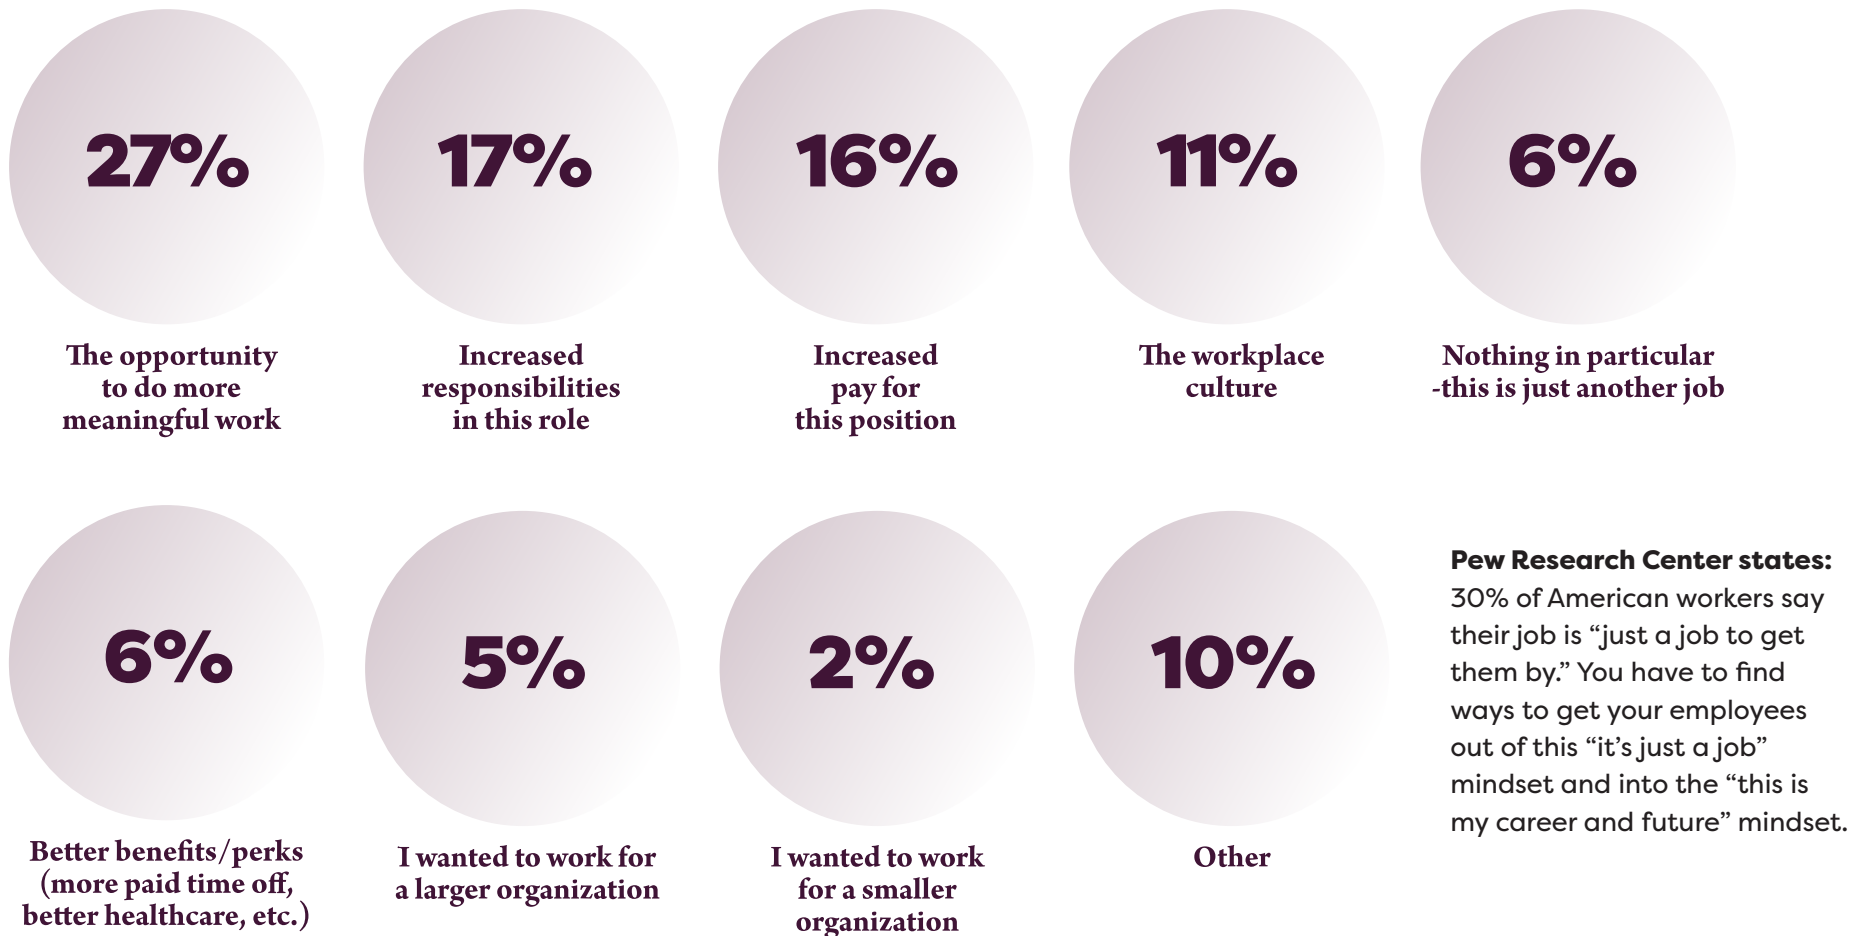 27%
The opportunity
to do more
meaningful work
17%
Increased
responsibilities
in this role
16%
Increased
pay for
this position
11%
The workplace
culture
6%
Nothing in particular
-this is just another job
6%
Better benefits/perks
(more paid time off,
better healthcare, etc.)
5%
I wanted to work for
a larger organization
2%
I wanted to work
for a smaller
organization
10%
Other
Pew Research Center states:
30% of American workers say
their job is “just a job to get
them by.” You have to find
ways to get your employees
out of this “it’s just a job”
mindset and into the “this is
my career and future” mindset.